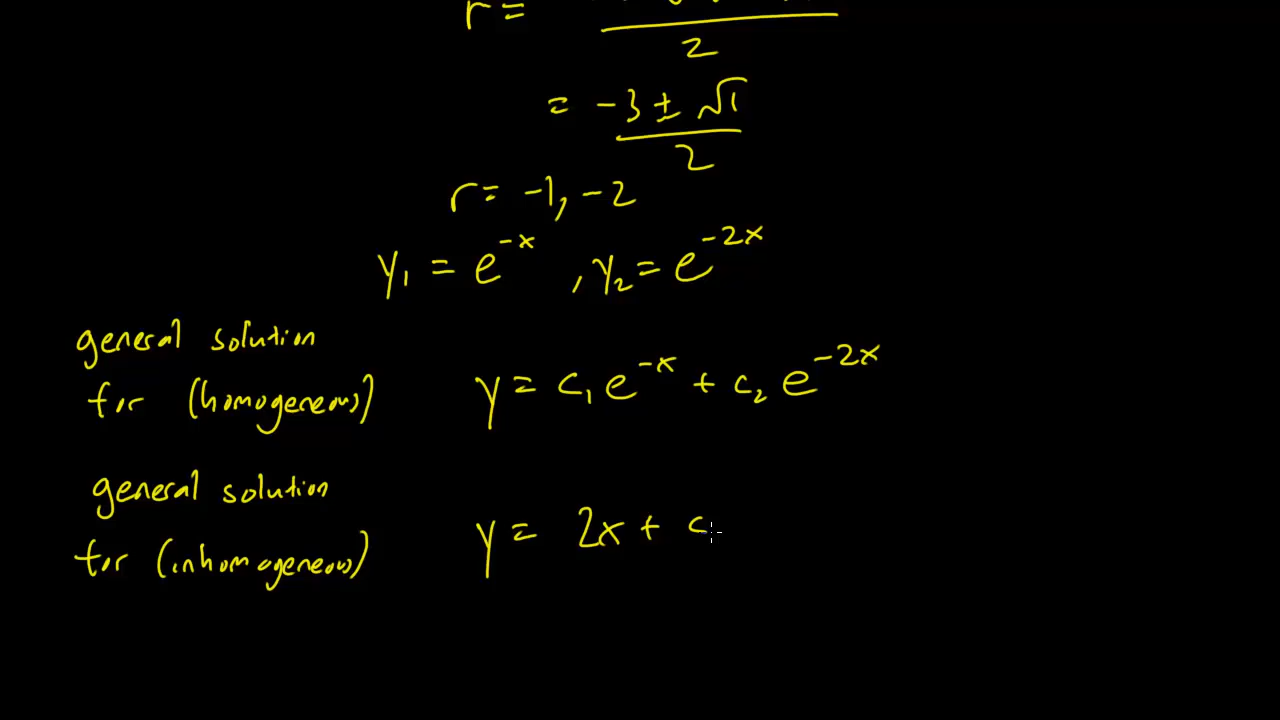 r =
2
= -3 ± √1
2
r = -1, -2
y₁ = e^{-x} , y₂ = e^{-2x}
general solution
for (homogeneous) y = c₁e^{-x} + c₂e^{-2x}
general solution
for (inhomogeneous) y = 2x + c